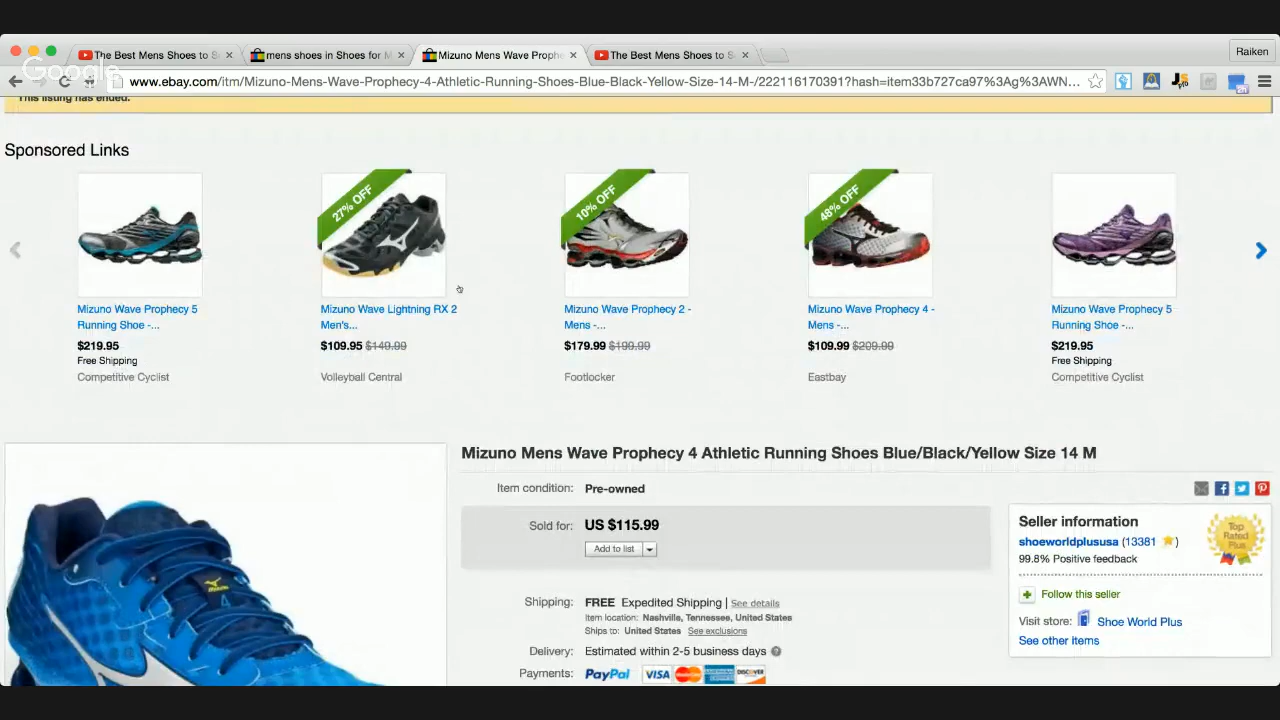 The Best Mens Shoes to S
mens shoes in Shoes for M
Mizuno Mens Wave Prophe
The Best Mens Shoes to S
Raiken
Google
www.ebay.com/itm/Mizuno-Mens-Wave-Prophecy-4-Athletic-Running-Shoes-Blue-Black-Yellow-Size-14-M-/222116170391?hash=item33b727ca97%3Ag%3AWN...
This listing has ended.
Sponsored Links
27% OFF
10% OFF
48% OFF
Mizuno Wave Prophecy 5
Running Shoe -...
$219.95
Free Shipping
Competitive Cyclist
Mizuno Wave Lightning RX 2
Men's...
$109.95 $149.99
Volleyball Central
Mizuno Wave Prophecy 2 -
Mens -...
$179.99 $199.99
Footlocker
Mizuno Wave Prophecy 4 -
Mens -...
$109.99 $209.99
Eastbay
Mizuno Wave Prophecy 5
Running Shoe -...
$219.95
Free Shipping
Competitive Cyclist
Mizuno Mens Wave Prophecy 4 Athletic Running Shoes Blue/Black/Yellow Size 14 M
Item condition: Pre-owned
Sold for: US $115.99
Add to list
Shipping: FREE Expedited Shipping | See details
Item location: Nashville, Tennessee, United States
Ships to: United States See exclusions
Delivery: Estimated within 2-5 business days
Payments: PayPal VISA MasterCard DISCOVER
Seller information
shoeworldplususa (13381 )
99.8% Positive feedback
Top
Rated
Plus
Follow this seller
Visit store: Shoe World Plus
See other items